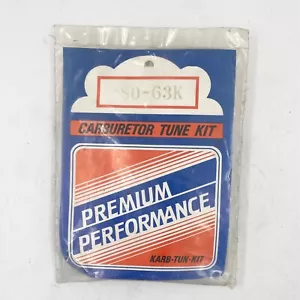 CARBURETOR TUNE KIT
PREMIUM
PERFORMANCE
KARB-TUN-KIT